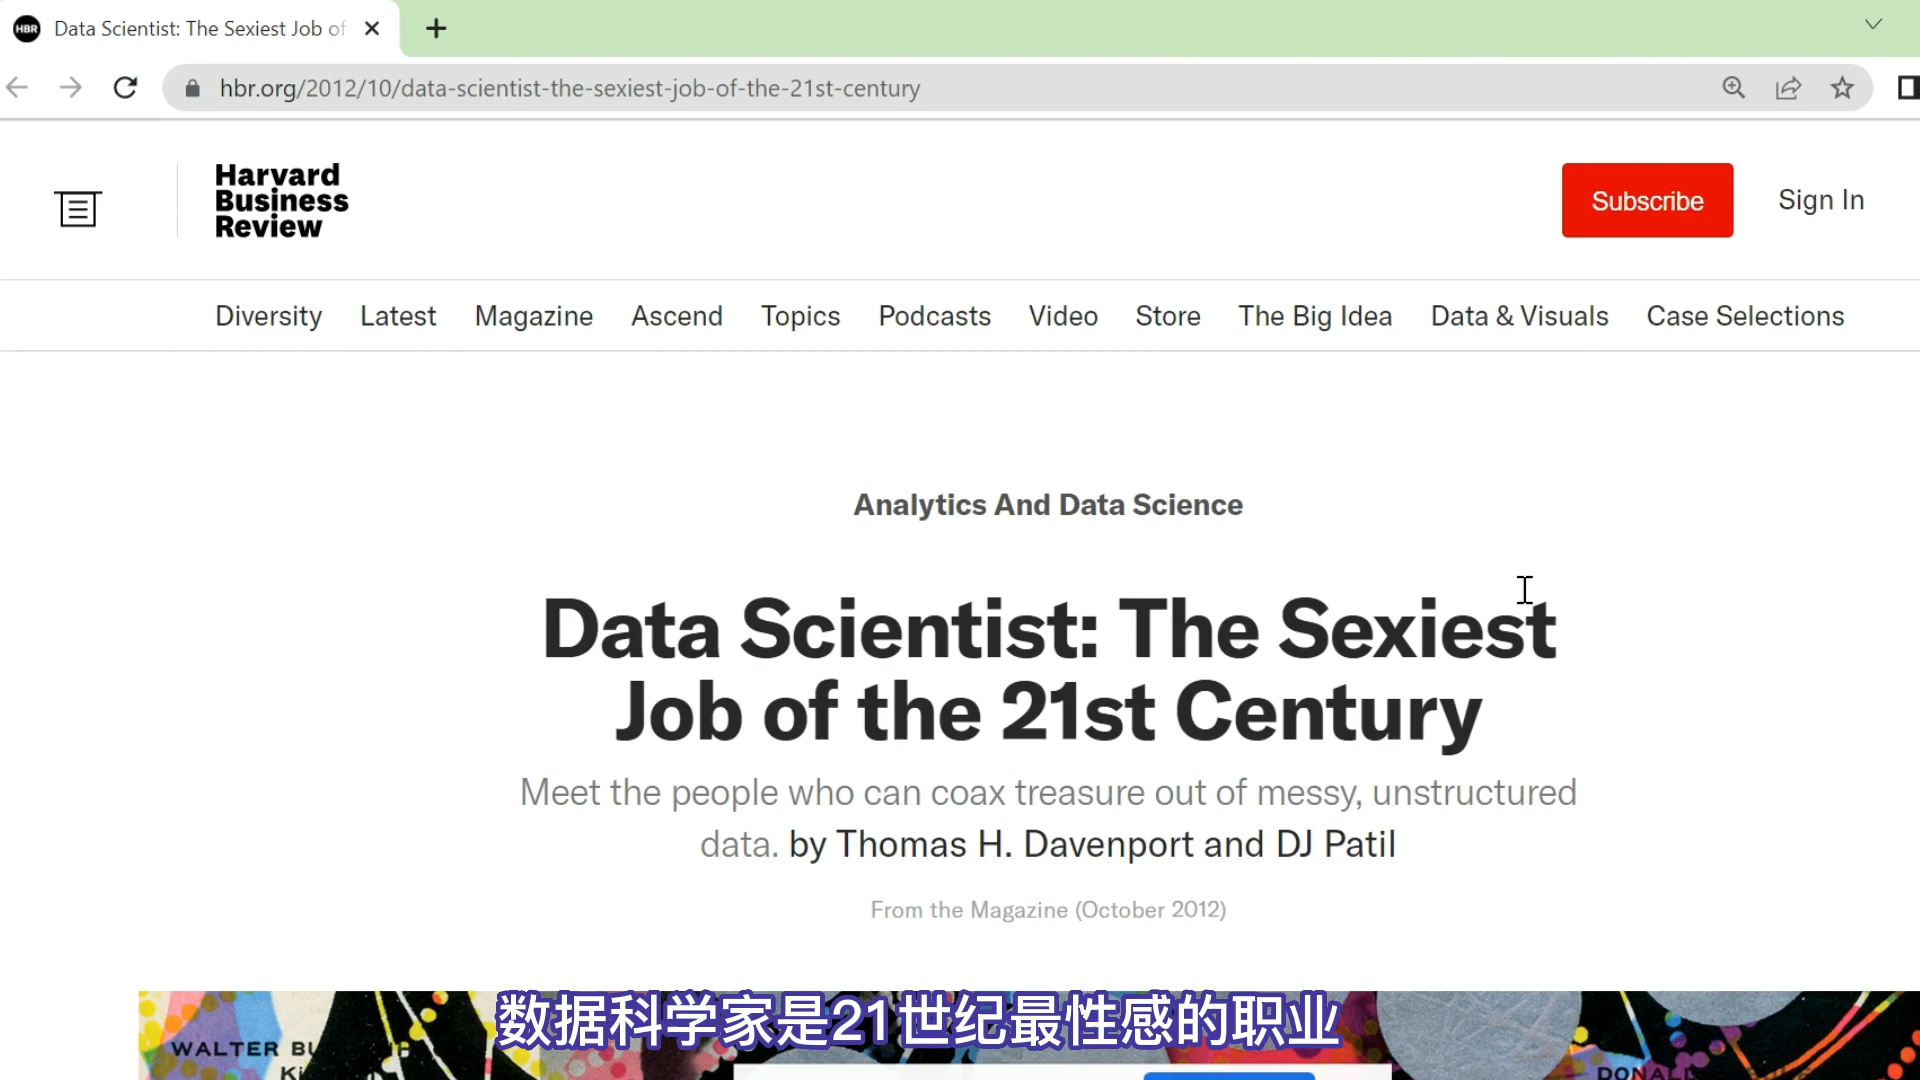 Data Scientist: The Sexiest Job of
hbr.org/2012/10/data-scientist-the-sexiest-job-of-the-21st-century
Harvard
Business
Review
Subscribe
Sign In
Diversity Latest Magazine Ascend Topics Podcasts Video Store The Big Idea Data & Visuals Case Selections
Analytics And Data Science
Data Scientist: The Sexiest
Job of the 21st Century
Meet the people who can coax treasure out of messy, unstructured
data. by Thomas H. Davenport and DJ Patil
From the Magazine (October 2012)
数据科学家是21世纪最性感的职业
WALTER